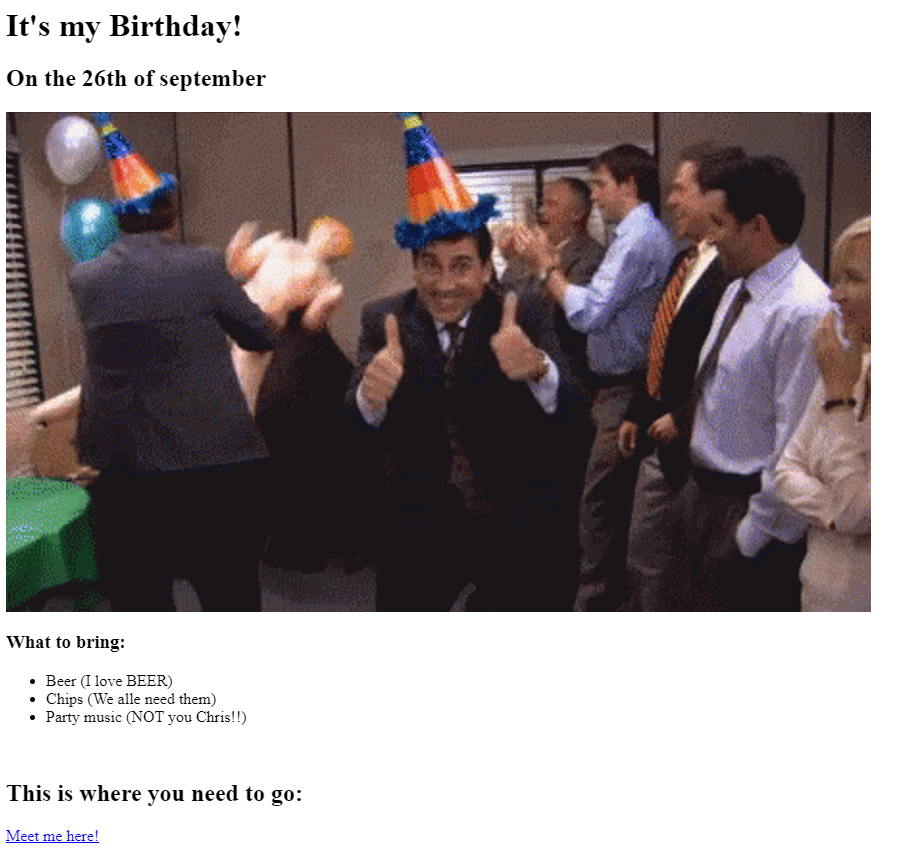 It's my Birthday!
On the 26th of september
What to bring:
Beer (I love BEER)
Chips (We alle need them)
Party music (NOT you Chris!!)
This is where you need to go:
Meet me here!